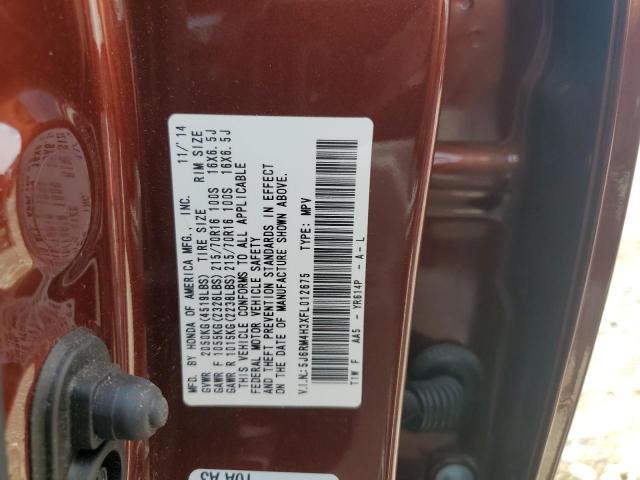 MFD. BY HONDA OF AMERICA MFG., INC. 11/'14
GVWR 2050KG(4519LBS) TIRE SIZE RIM SIZE
GAWR F 1055KG(2326LBS) 215/70R16 100S 16X6.5J
GAWR R 1015KG(2238LBS) 215/70R16 100S 16X6.5J
THIS VEHICLE CONFORMS TO ALL APPLICABLE
FEDERAL MOTOR VEHICLE SAFETY
AND THEFT PREVENTION STANDARDS IN EFFECT
ON THE DATE OF MANUFACTURE SHOWN ABOVE.
V.I.N.: 5J6RM4H3XFL012675 TYPE: MPV
T1W F AA5 - YR614P - A - L
T0A A3